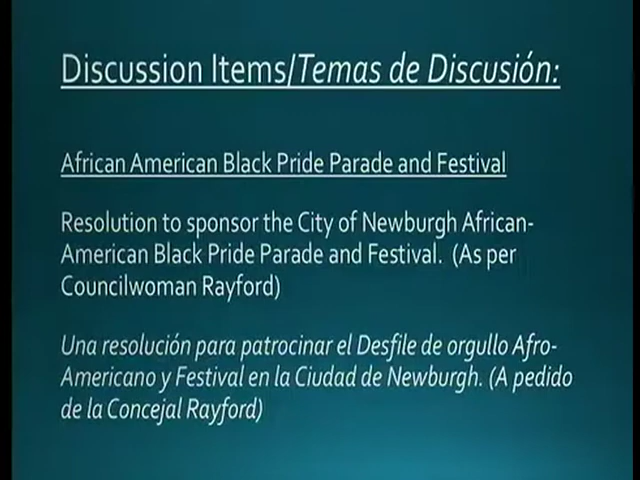 Discussion Items/Temas de Discusión:
African American Black Pride Parade and Festival
Resolution to sponsor the City of Newburgh African-
American Black Pride Parade and Festival.  (As per
Councilwoman Rayford)
Una resolución para patrocinar el Desfile de orgullo Afro-
Americano y Festival en la Ciudad de Newburgh. (A pedido
de la Concejal Rayford)